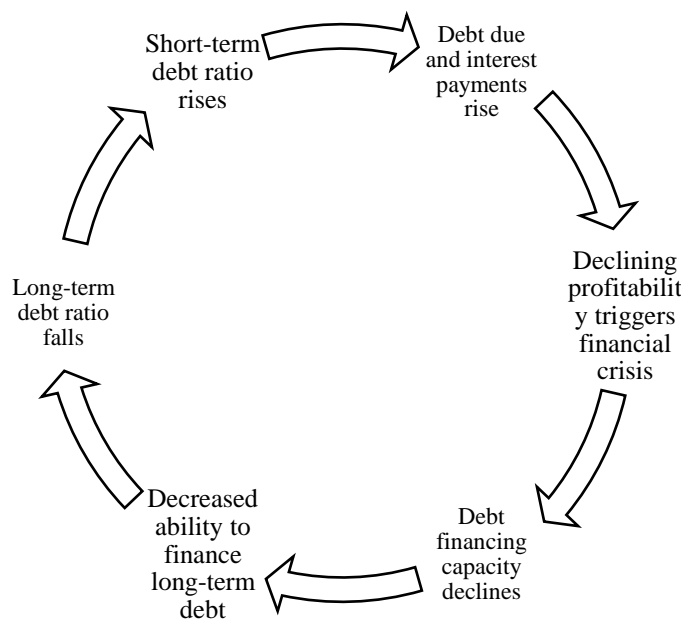 Short-term
debt ratio
rises
Debt due
and interest
payments
rise
Declining
profitabilit
y triggers
financial
crisis
Debt
financing
capacity
declines
Decreased
ability to
finance
long-term
debt
Long-term
debt ratio
falls